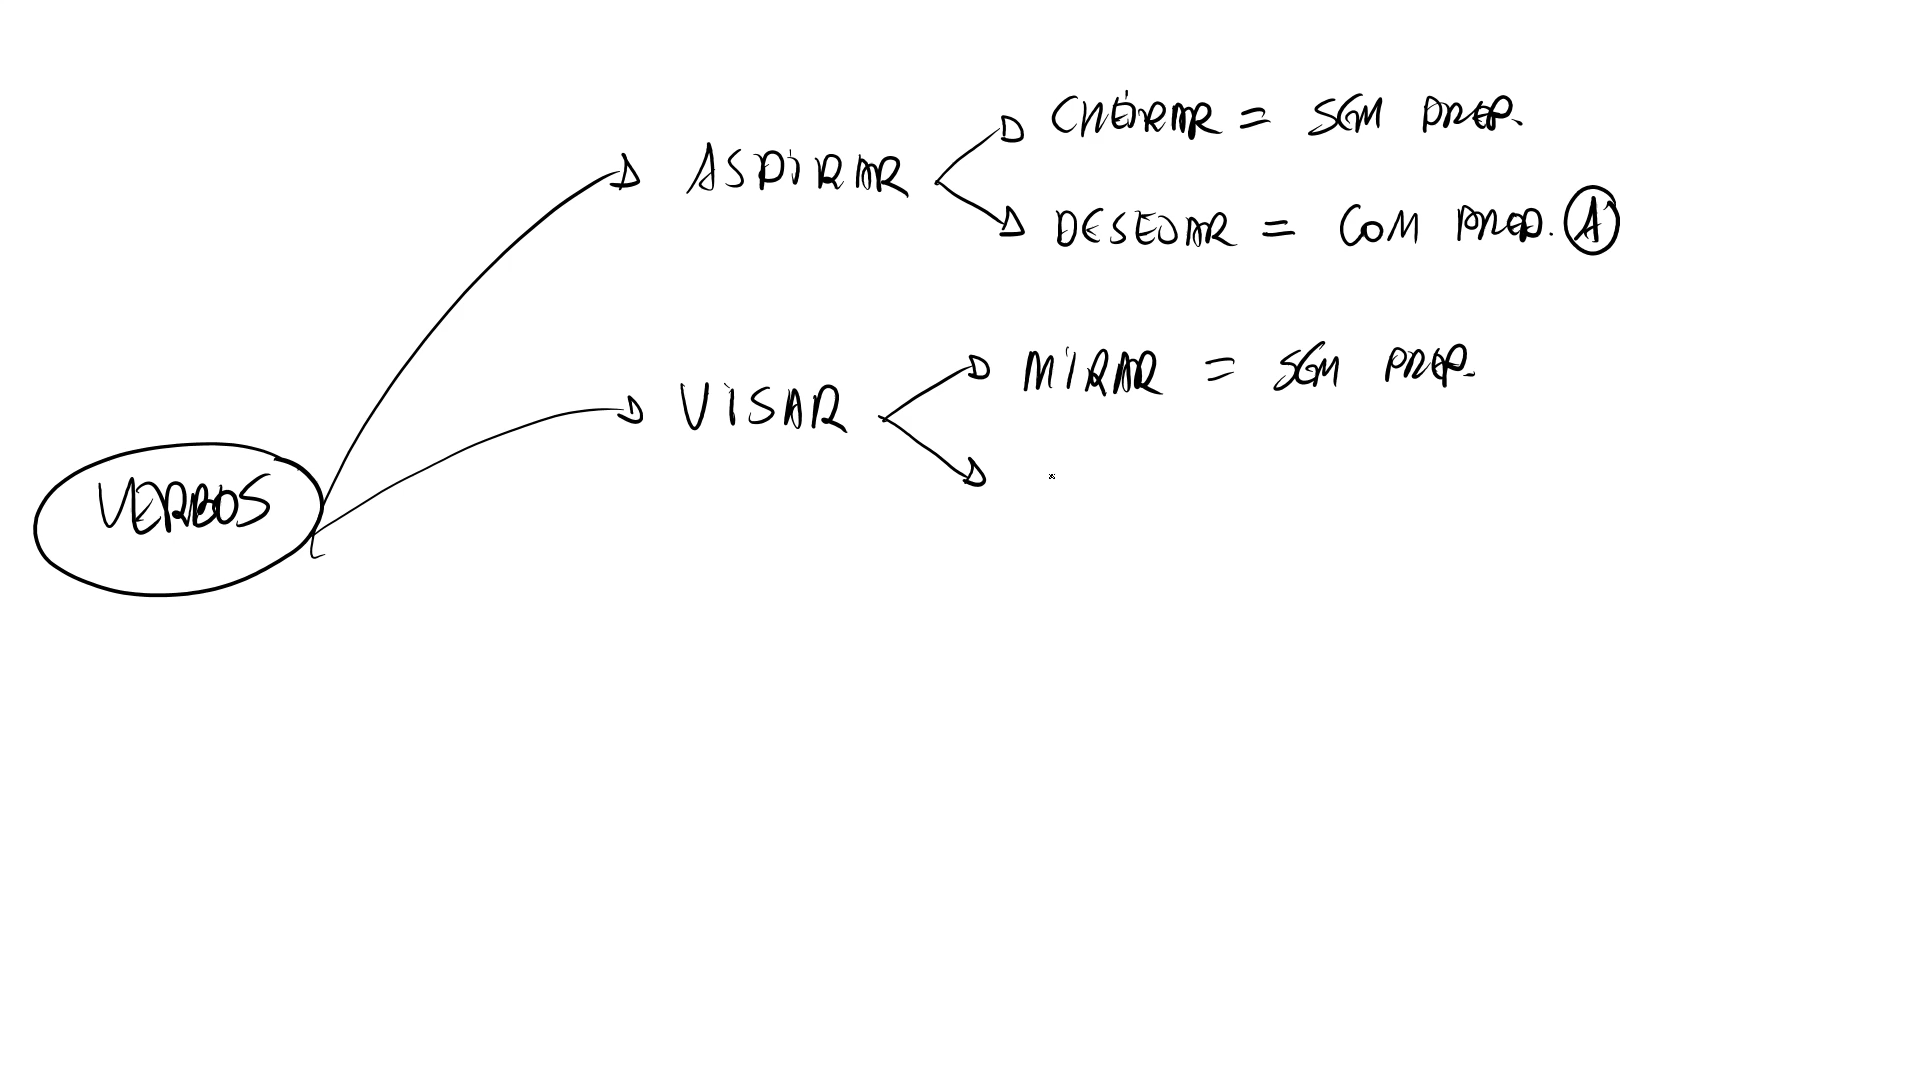 CHEIRAR = SEM PREP.
ASPIRAR
DESEJAR = COM PREP. A
MIRAR = SEM PREP.
VISAR
VERBOS